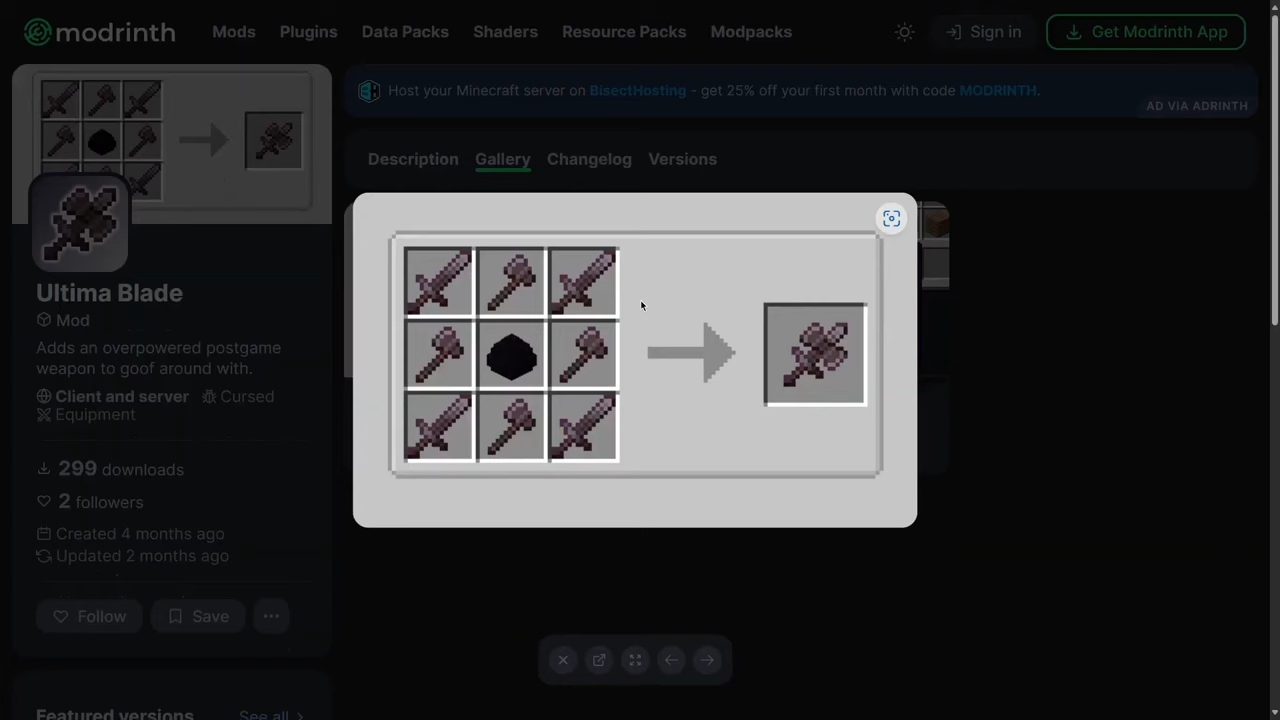 modrinth
Mods
Plugins
Data Packs
Shaders
Resource Packs
Modpacks
Sign in
Get Modrinth App
Host your Minecraft server on BisectHosting - get 25% off your first month with code MODRINTH.
AD VIA ADRINTH
Description
Gallery
Changelog
Versions
Ultima Blade
Mod
Adds an overpowered postgame
weapon to goof around with.
Client and server Cursed
Equipment
299 downloads
2 followers
Created 4 months ago
Updated 2 months ago
Follow
Save
Featured versions
See all